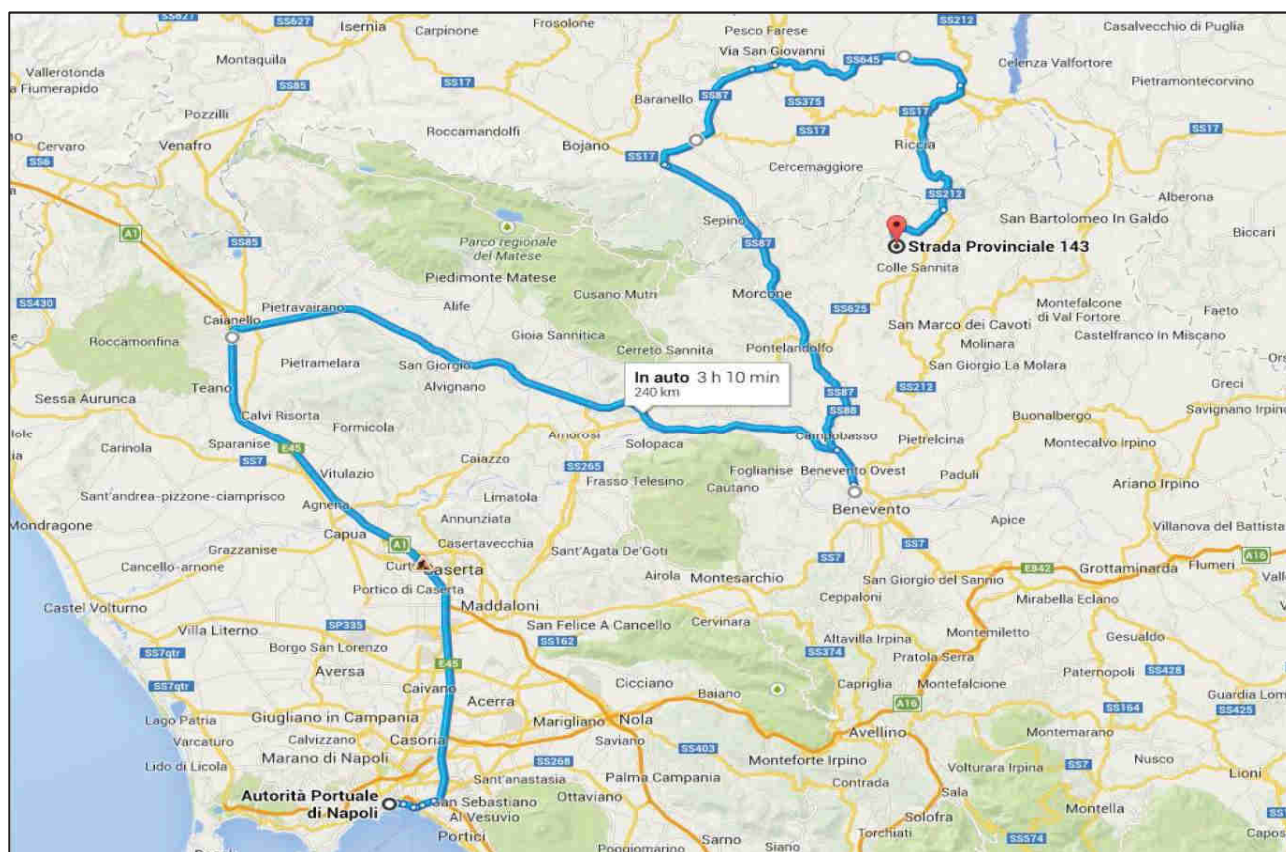 SS627
SS627
Isernia
Carpinone
Frosolone
Pesco Farese
SS212
Casalvecchio di Puglia
Montaquila
Via San Giovanni
SS645
Celenza Valfortore
Vallerotonda
a Fiumerapido
SS17
SS85
SS87
Pietramontecorvino
Baranello
SS375
Pozzilli
SS17
Roccamandolfi
SS17
SS17
Cervaro
Venafro
Bojano
Riccia
SS6
SS17
Cercemaggiore
SS212
Alberona
Sepino
San Bartolomeo In Galdo
A1
SS85
Parco regionale
del Matese
SS87
Strada Provinciale 143
Biccari
Colle Sannita
Piedimonte Matese
SS430
Pietravairano
Alife
Cusano Mutri
Morcone
SS625
Montefalcone
di Val Fortore
Faeto
Caianello
San Marco dei Cavoti
Castelfranco In Miscano
Roccamonfina
Gioia Sannitica
Pontelandolfo
Molinara
Pietramelara
San Giorgio
Cerreto Sannita
San Giorgio La Molara
Teano
Alvignano
In auto 3 h 10 min
240 km
SS212
Greci
Sessa Aurunca
SS87
Calvi Risorta
SS88
Buonalbergo
Savignano Irpin
Formicola
Amorosi
Campobasso
Pietrelcina
Carinola
Sparanise
E45
Solopaca
Montecalvo Irpino
SS7
Vitulazio
Caiazzo
SS265
Foglianise
Benevento Ovest
Paduli
Sant'andrea-pizzone-ciamprisco
Frasso Telesino
Cautano
Ariano Irpino
Agnena
Limatola
Benevento
Mondragone
Capua
Annunziata
Apice
Villanova del Battista
Grazzanise
A1
Casertavecchia
Sant'Agata De'Goti
SS7
SS7
A16
Cancello-arnone
Caserta
Airola
Montesarchio
San Giorgio del Sannio
E842
Grottaminarda
Flumeri
Portico di Caserta
Ceppaloni
Mirabella Eclano
Castel Volturno
Maddaloni
Villa Literno
SP335
San Felice A Cancello
Cervinara
Altavilla Irpina
Montemiletto
Gesualdo
Borgo San Lorenzo
SS162
SS374
Pratola Serra
SS7qtr
Aversa
E45
Paternopoli
SS428
SS7qtr
Caivano
Cicciano
Baiano
Capriglia
Montefalcione
Acerra
A16
SS164
SS425
Lago Patria
Giugliano in Campania
Marigliano
Nola
Avellino
Montemarano
Varcaturo
Calvizzano
Casoria
Saviano
SS403
Lido di Licola
Marano di Napoli
SS268
Monteforte Irpino
SS7
Nusco
Sant'anastasia
Palma Campania
Contrada
Volturara Irpina
Lioni
Autorità Portuale
di Napoli
San Sebastiano
Al Vesuvio
Ottaviano
Sala
Montella
Solofra
Portici
Sarno
Torchiati
SS574
Poggiomarino
Siano